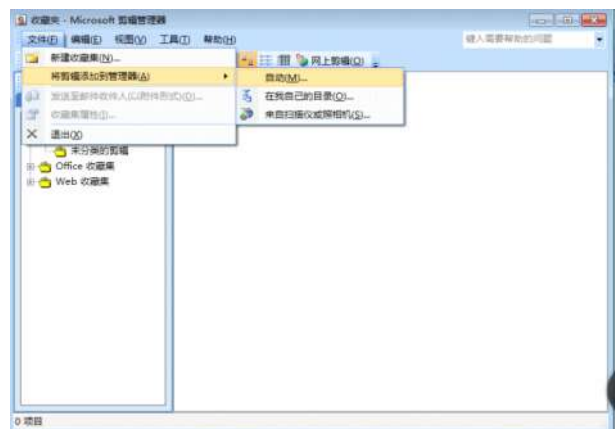 收藏夹 - Microsoft 剪辑管理器
文件(F) 编辑(E) 视图(V) 工具(T) 帮助(H)
键入需要帮助的问题
新建收藏集(N)...
网上剪辑(O)
将剪辑添加到管理器(A)
自动(M)...
发送至邮件收件人(以附件形式)(D)...
在我自己的目录(O)...
收藏集属性(I)...
来自扫描仪或照相机(S)...
退出(X)
未分类的剪辑
Office 收藏集
Web 收藏集
0 项目